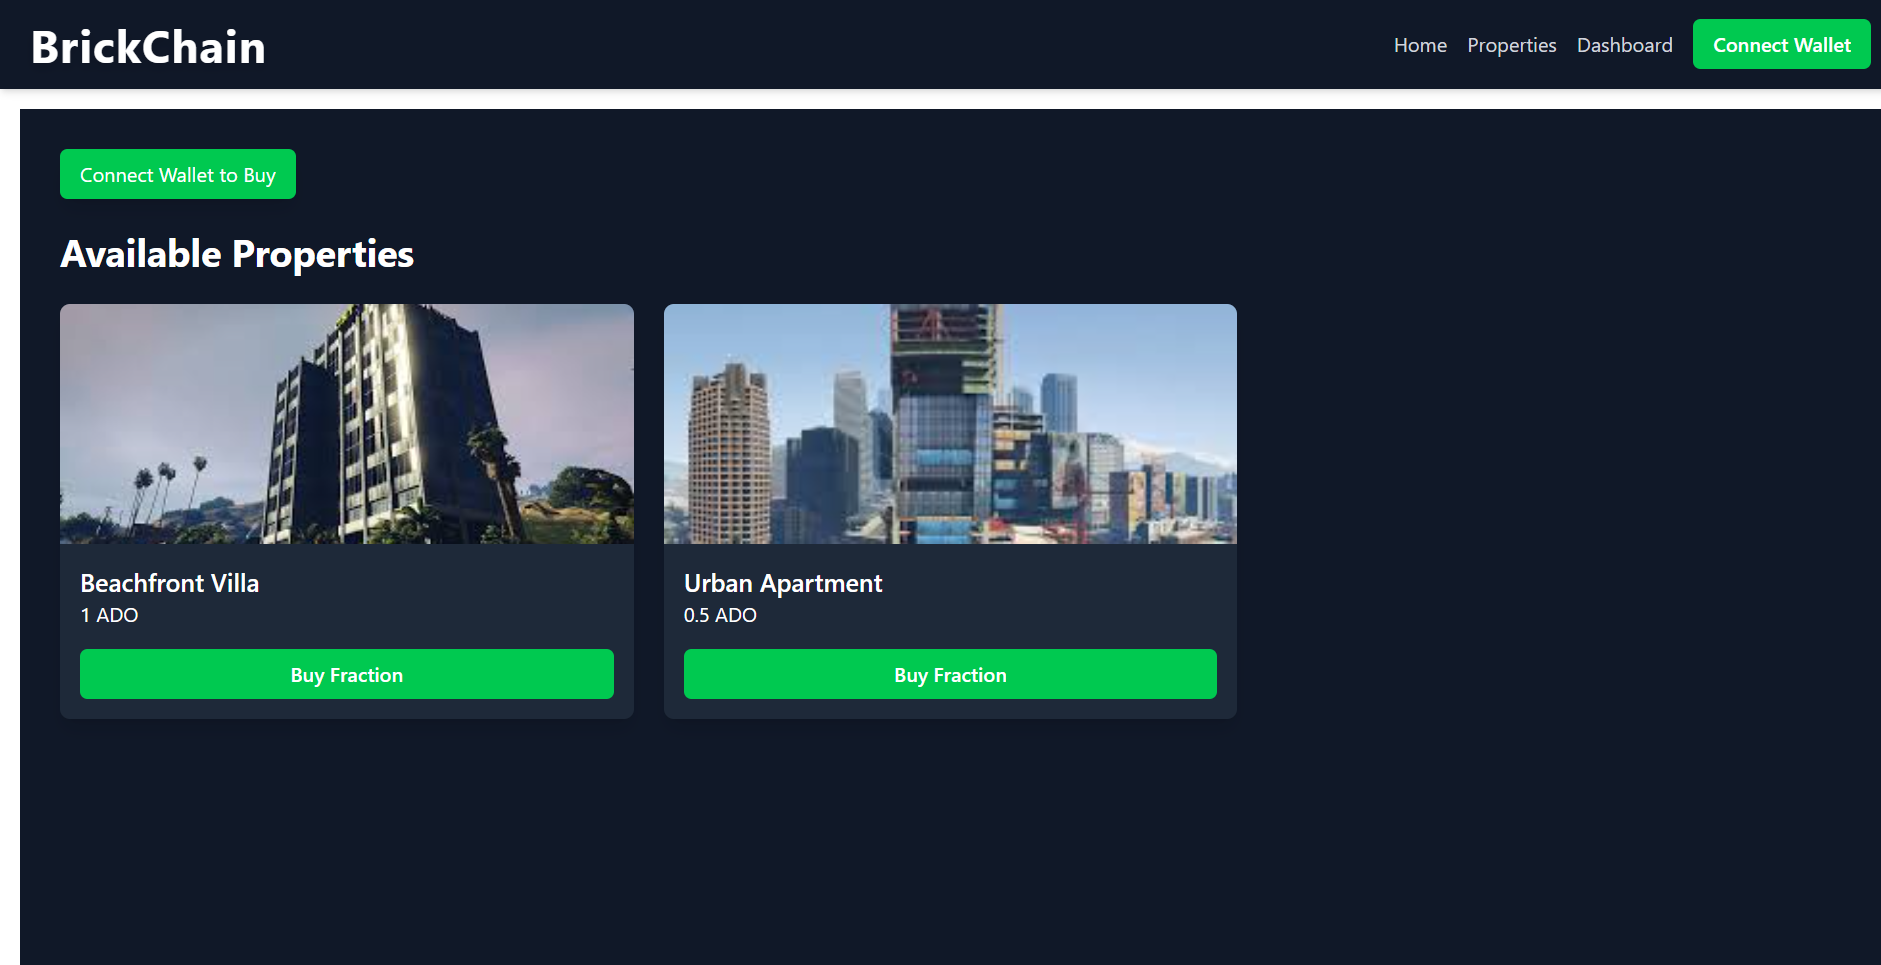 BrickChain
Home Properties Dashboard Connect Wallet
Connect Wallet to Buy
Available Properties
Beachfront Villa
1 ADO
Buy Fraction
Urban Apartment
0.5 ADO
Buy Fraction